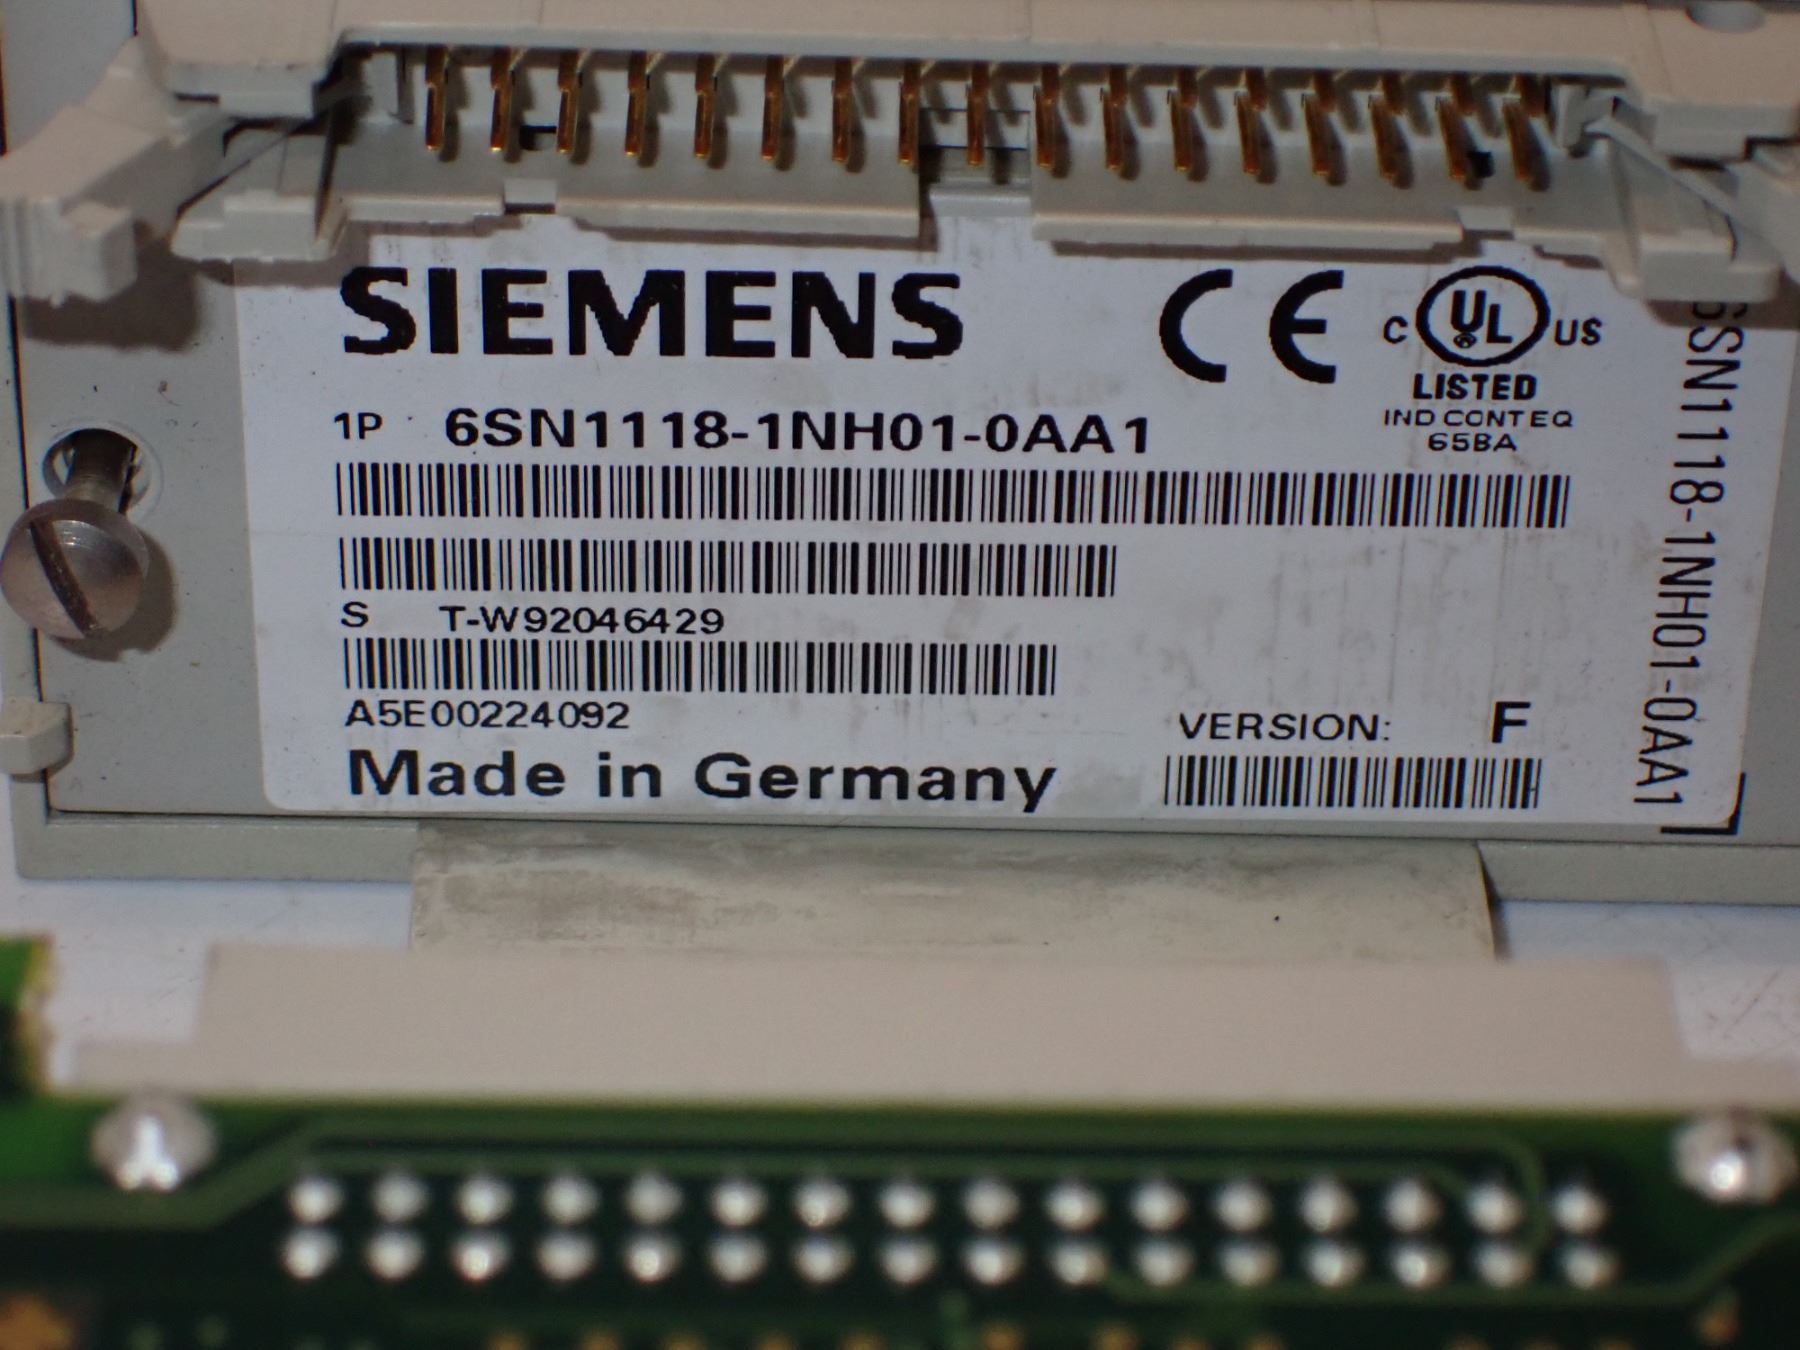 SIEMENS
CE
C UL US
LISTED
IND CONT EQ
65BA
1P 6SN1118-1NH01-0AA1
S T-W92046429
A5E00224092
VERSION: F
Made in Germany
6SN1118-1NH01-0AA1